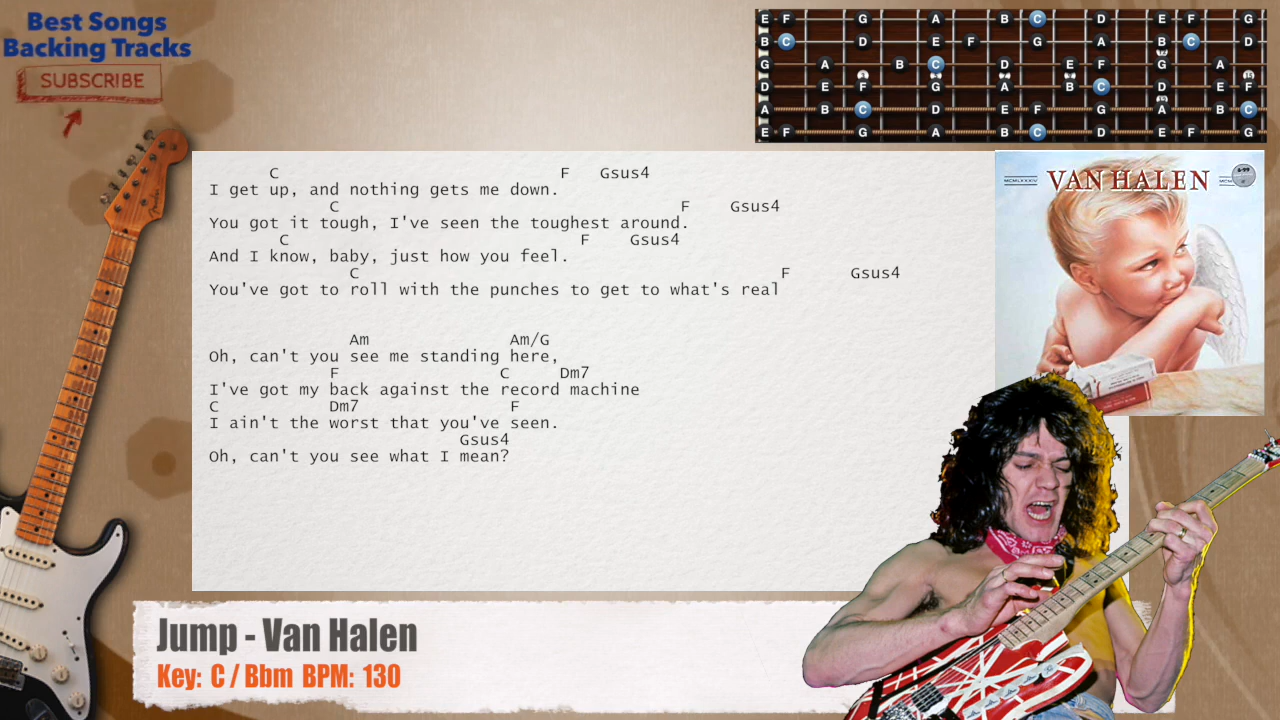 Best Songs
Backing Tracks
SUBSCRIBE
E F G A B C D E F G
B C D E F G A B C D
G A B C D E F G A
D E F G A B C D E F
A B C D E F G A B C
E F G A B C D E F G
C F Gsus4
I get up, and nothing gets me down.
C F Gsus4
You got it tough, I've seen the toughest around.
C F Gsus4
And I know, baby, just how you feel.
C F Gsus4
You've got to roll with the punches to get to what's real
Am Am/G
Oh, can't you see me standing here,
F C Dm7
I've got my back against the record machine
C Dm7 F
I ain't the worst that you've seen.
Gsus4
Oh, can't you see what I mean?
MCMLXXXIV VAN HALEN
Jump - Van Halen
Key: C / Bbm BPM: 130